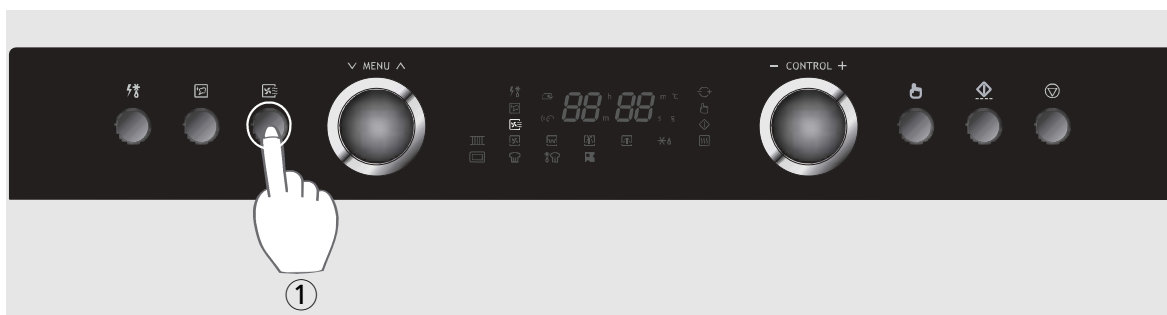 MENU
- CONTROL +
88 h 88 m °C
m s g
①